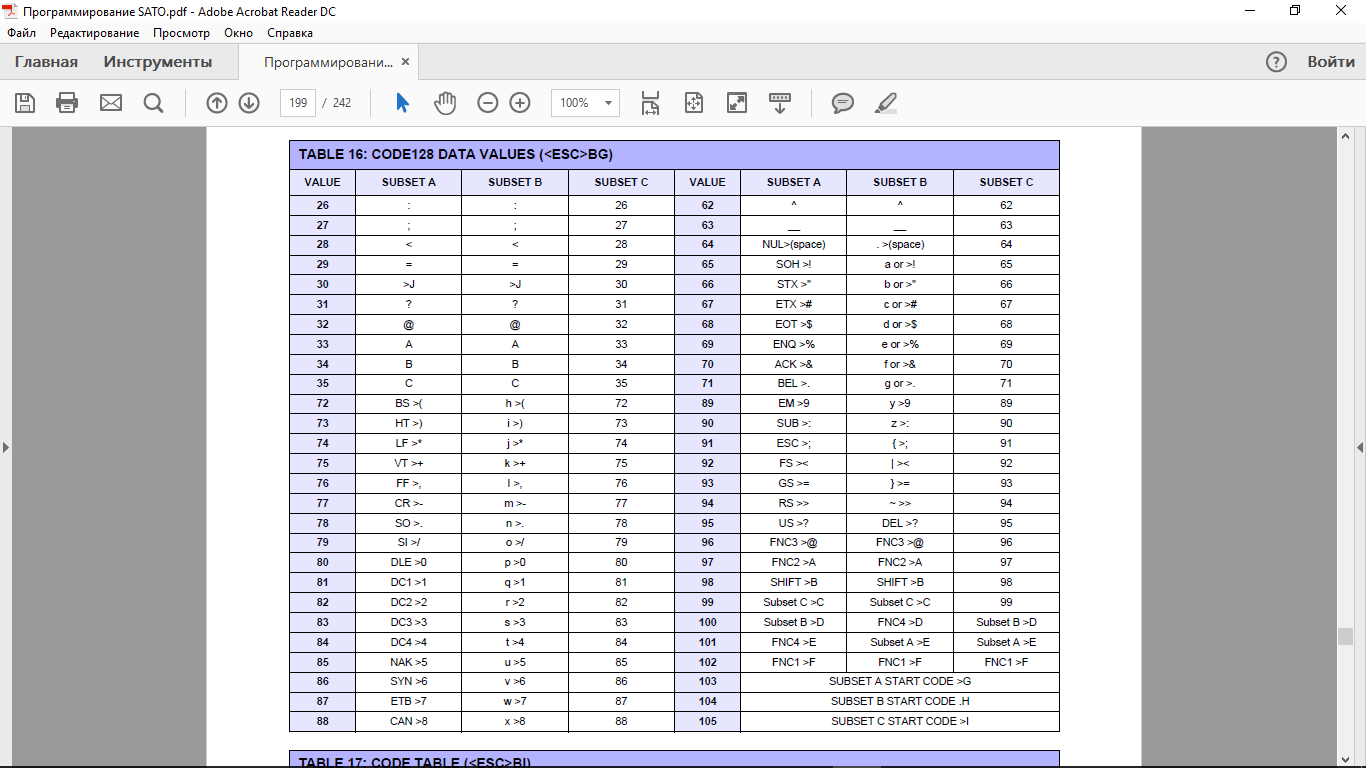 Программирование SATO.pdf - Adobe Acrobat Reader DC
Файл Редактирование Просмотр Окно Справка
Главная Инструменты Программировани... × ? Войти
199 / 242 100%
TABLE 16: CODE128 DATA VALUES (<ESC>BG)
VALUE SUBSET A SUBSET B SUBSET C VALUE SUBSET A SUBSET B SUBSET C
26 : : 26 62 ^ ^ 62
27 ; ; 27 63 __ __ 63
28 < < 28 64 NUL>(space) . >(space) 64
29 = = 29 65 SOH >! a or >! 65
30 >J >J 30 66 STX >" b or >" 66
31 ? ? 31 67 ETX ># c or ># 67
32 @ @ 32 68 EOT >$ d or >$ 68
33 A A 33 69 ENQ >% e or >% 69
34 B B 34 70 ACK >& f or >& 70
35 C C 35 71 BEL >. g or >. 71
72 BS >( h >( 72 89 EM >9 y >9 89
73 HT >) i >) 73 90 SUB >: z >: 90
74 LF >* j >* 74 91 ESC >; { >; 91
75 VT >+ k >+ 75 92 FS >< | >< 92
76 FF >, l >, 76 93 GS >= } >= 93
77 CR >- m >- 77 94 RS >> ~ >> 94
78 SO >. n >. 78 95 US >? DEL >? 95
79 SI >/ o >/ 79 96 FNC3 >@ FNC3 >@ 96
80 DLE >0 p >0 80 97 FNC2 >A FNC2 >A 97
81 DC1 >1 q >1 81 98 SHIFT >B SHIFT >B 98
82 DC2 >2 r >2 82 99 Subset C >C Subset C >C 99
83 DC3 >3 s >3 83 100 Subset B >D FNC4 >D Subset B >D
84 DC4 >4 t >4 84 101 FNC4 >E Subset A >E Subset A >E
85 NAK >5 u >5 85 102 FNC1 >F FNC1 >F FNC1 >F
86 SYN >6 v >6 86 103 SUBSET A START CODE >G
87 ETB >7 w >7 87 104 SUBSET B START CODE .H
88 CAN >8 x >8 88 105 SUBSET C START CODE >I
TABLE 17: CODE TABLE (<ESC>BI)